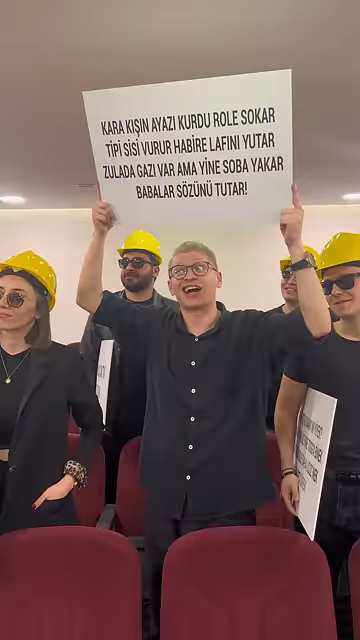 KARA KIŞIN AYAZI KURDU ROLE SOKAR
TİPİ SİSİ VURUR HABİRE LAFINI YUTAR
ZULADA GAZI VAR AMA YİNE SOBA YAKAR
BABALAR SÖZÜNÜ TUTAR!